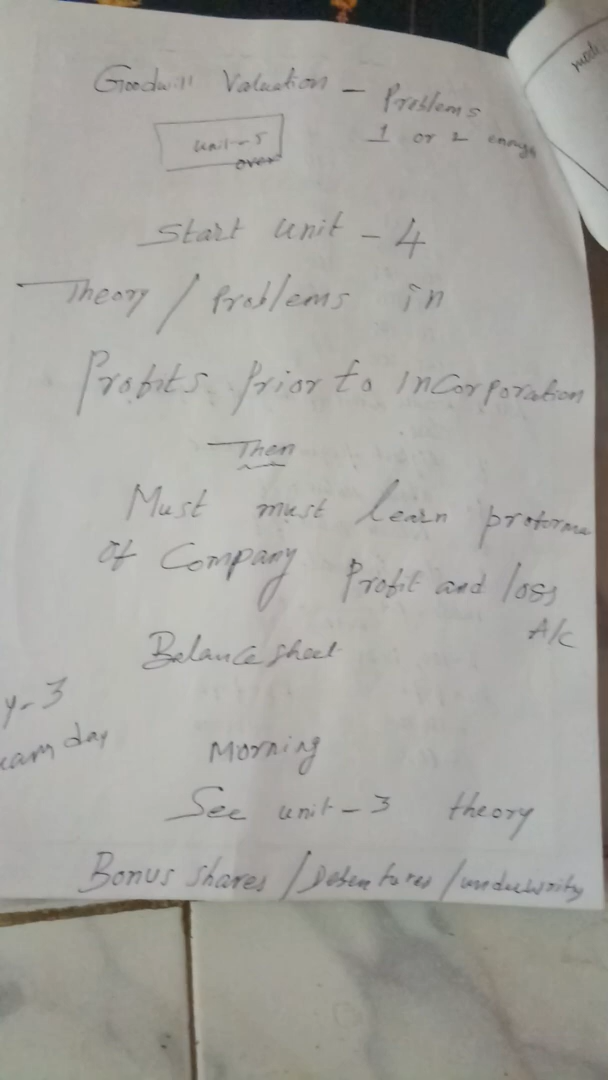 Goodwill Valuation - Problems
1 or 2 enough
unit-5
over
Start unit - 4
Theory / Problems in
Profits Prior to Incorporation
Then
Must must learn proforma
of Company Profit and loss
A/c
Balance sheet
y-3
day
Morning
See unit-3 theory
Bonus shares / Debentures /